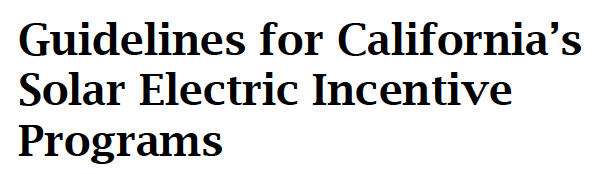 Guidelines for California’s
Solar Electric Incentive
Programs